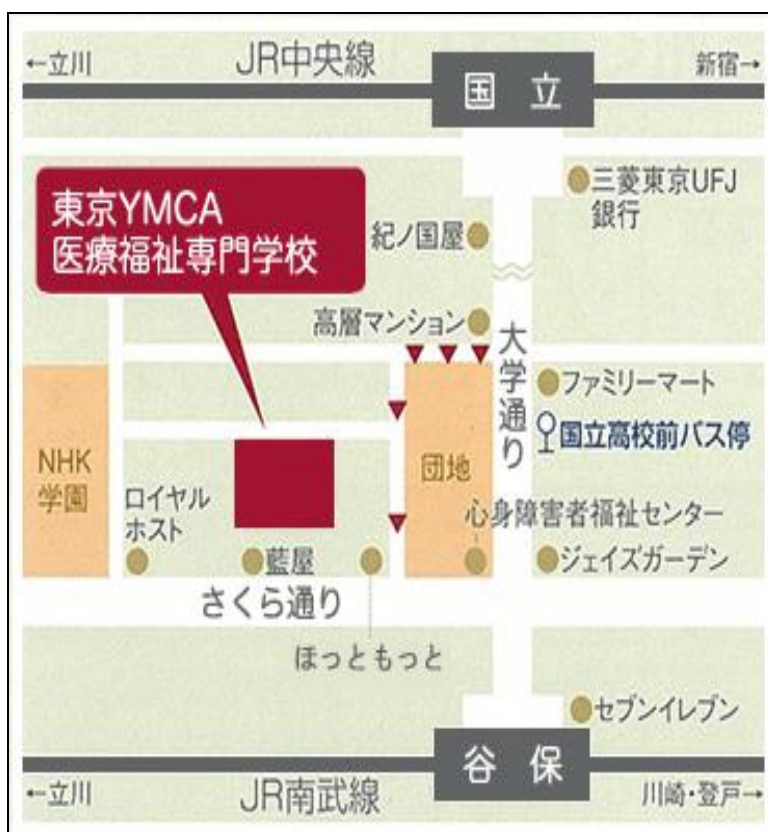 ←立川
JR中央線
国立
新宿→
東京YMCA
医療福祉専門学校
三菱東京UFJ
銀行
紀ノ国屋
高層マンション
大学通り
ファミリーマート
国立高校前バス停
NHK
学園
団地
ロイヤル
ホスト
心身障害者福祉センター
藍屋
ジェイズガーデン
さくら通り
ほっともっと
セブンイレブン
谷保
←立川
JR南武線
川崎・登戸→